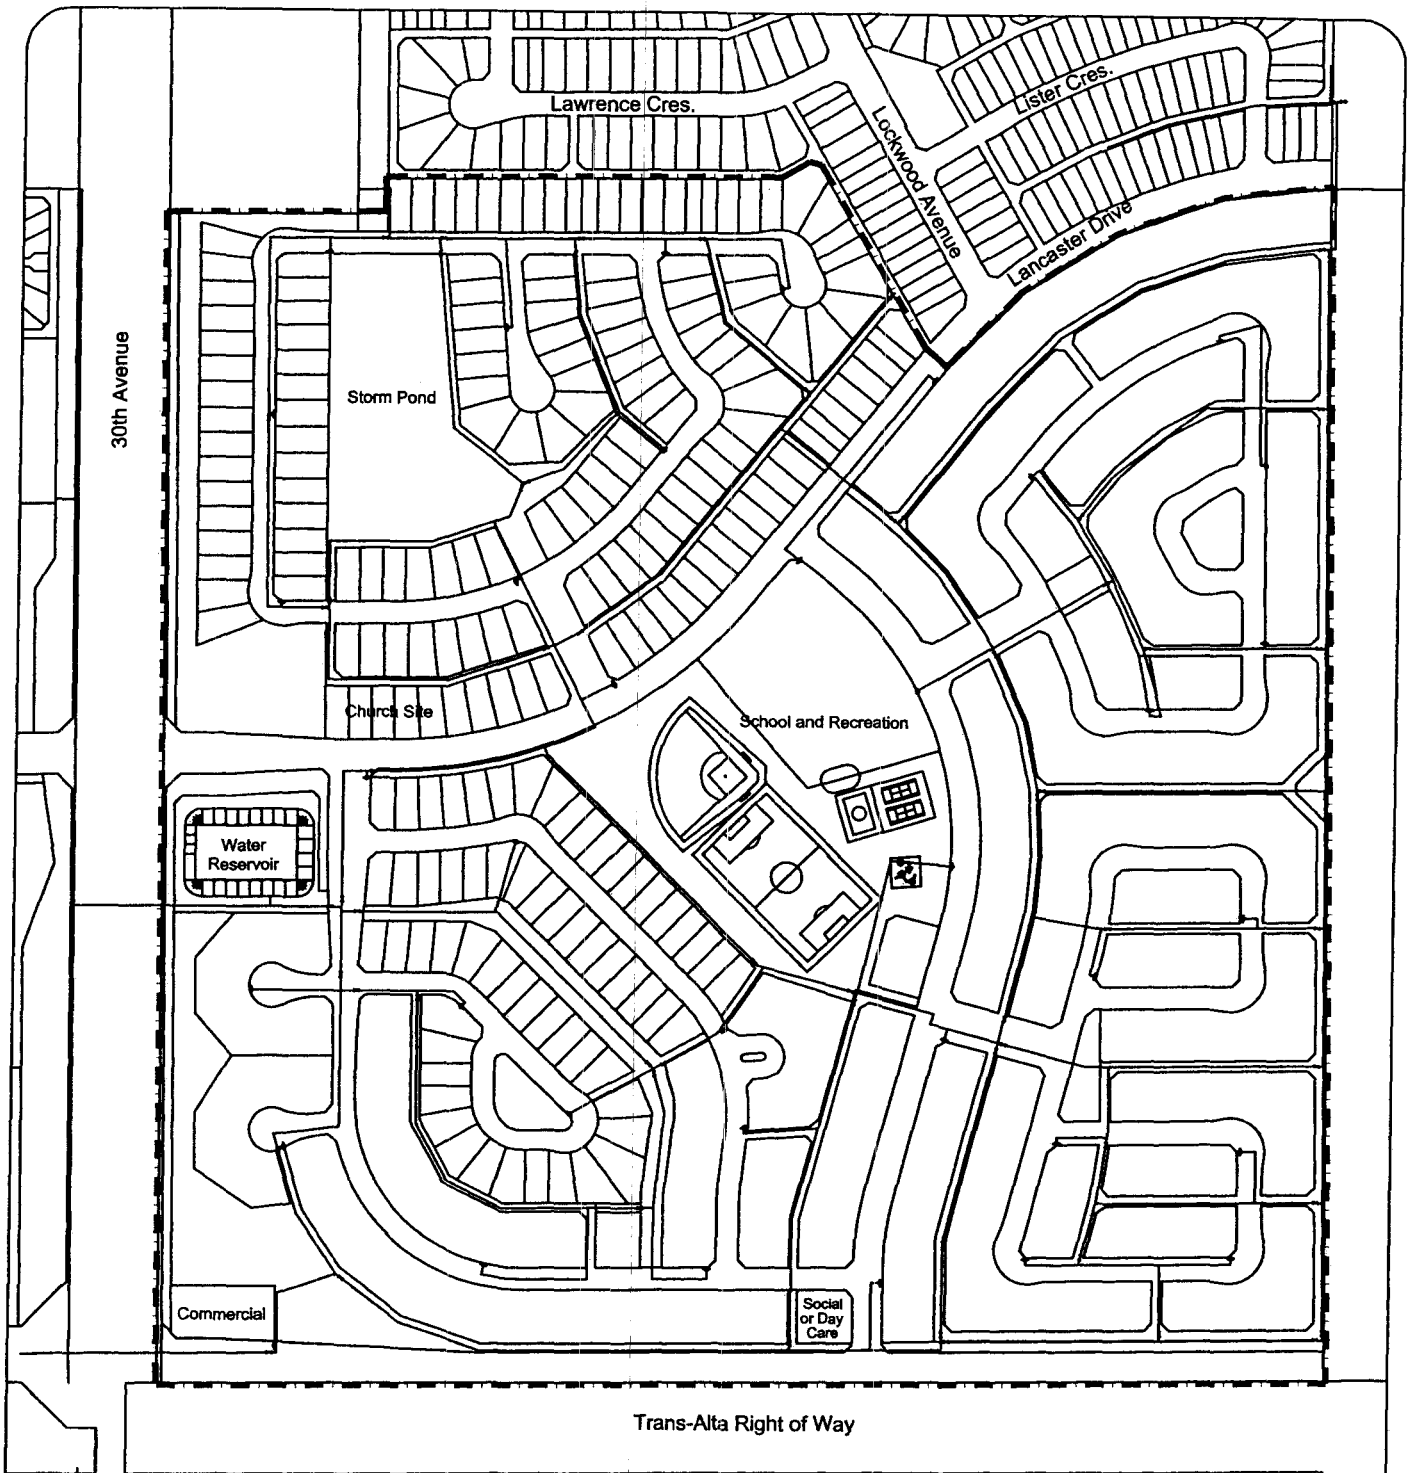 Lawrence Cres.
Lister Cres.
Lockwood Avenue
Lancaster Drive
30th Avenue
Storm Pond
Church Site
School and Recreation
Water
Reservoir
Commercial
Social
or Day
Care
Trans-Alta Right of Way